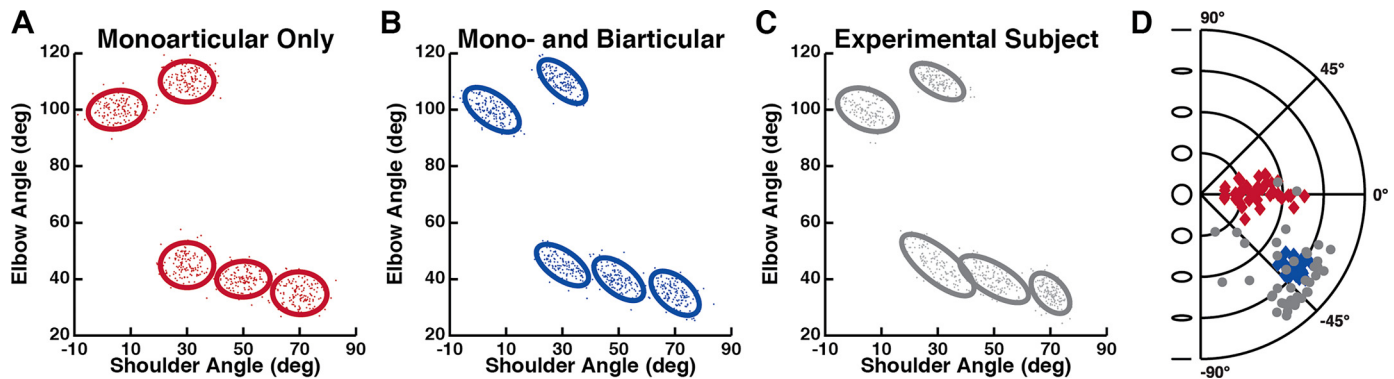 A
Monoarticular Only
Elbow Angle (deg)
120
100
80
60
40
20
-10 10 30 50 70 90
Shoulder Angle (deg)
B
Mono- and Biarticular
Elbow Angle (deg)
120
100
80
60
40
20
-10 10 30 50 70 90
Shoulder Angle (deg)
C
Experimental Subject
Elbow Angle (deg)
120
100
80
60
40
20
-10 10 30 50 70 90
Shoulder Angle (deg)
D
90°
45°
0°
-45°
-90°